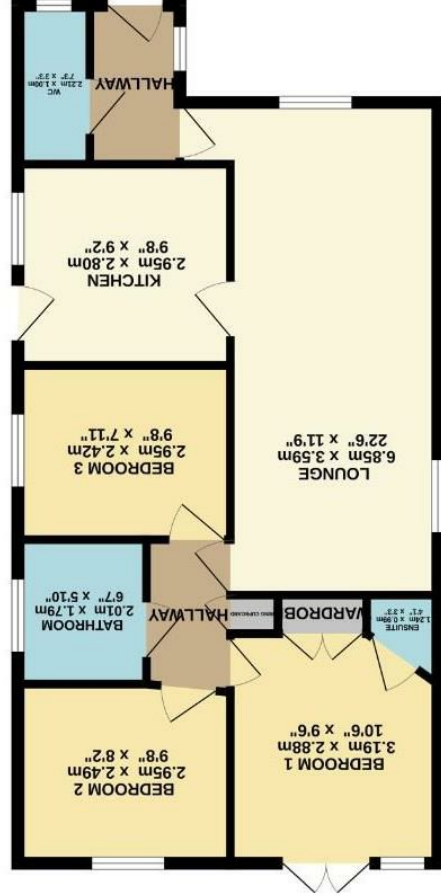 BEDROOM 1
3.19m x 2.88m
10'6" x 9'6"
BEDROOM 2
2.95m x 2.49m
9'8" x 8'2"
ENSUITE
1.24m x 0.99m
4'1" x 3'3"
WARDROB
CUPBOARD
HALLWAY
BATHROOM
2.01m x 1.79m
6'7" x 5'10"
LOUNGE
6.85m x 3.59m
22'6" x 11'9"
BEDROOM 3
2.95m x 2.42m
9'8" x 7'11"
KITCHEN
2.95m x 2.80m
9'8" x 9'2"
HALLWAY
WC
2.21m x 1.00m
7'3" x 3'3"